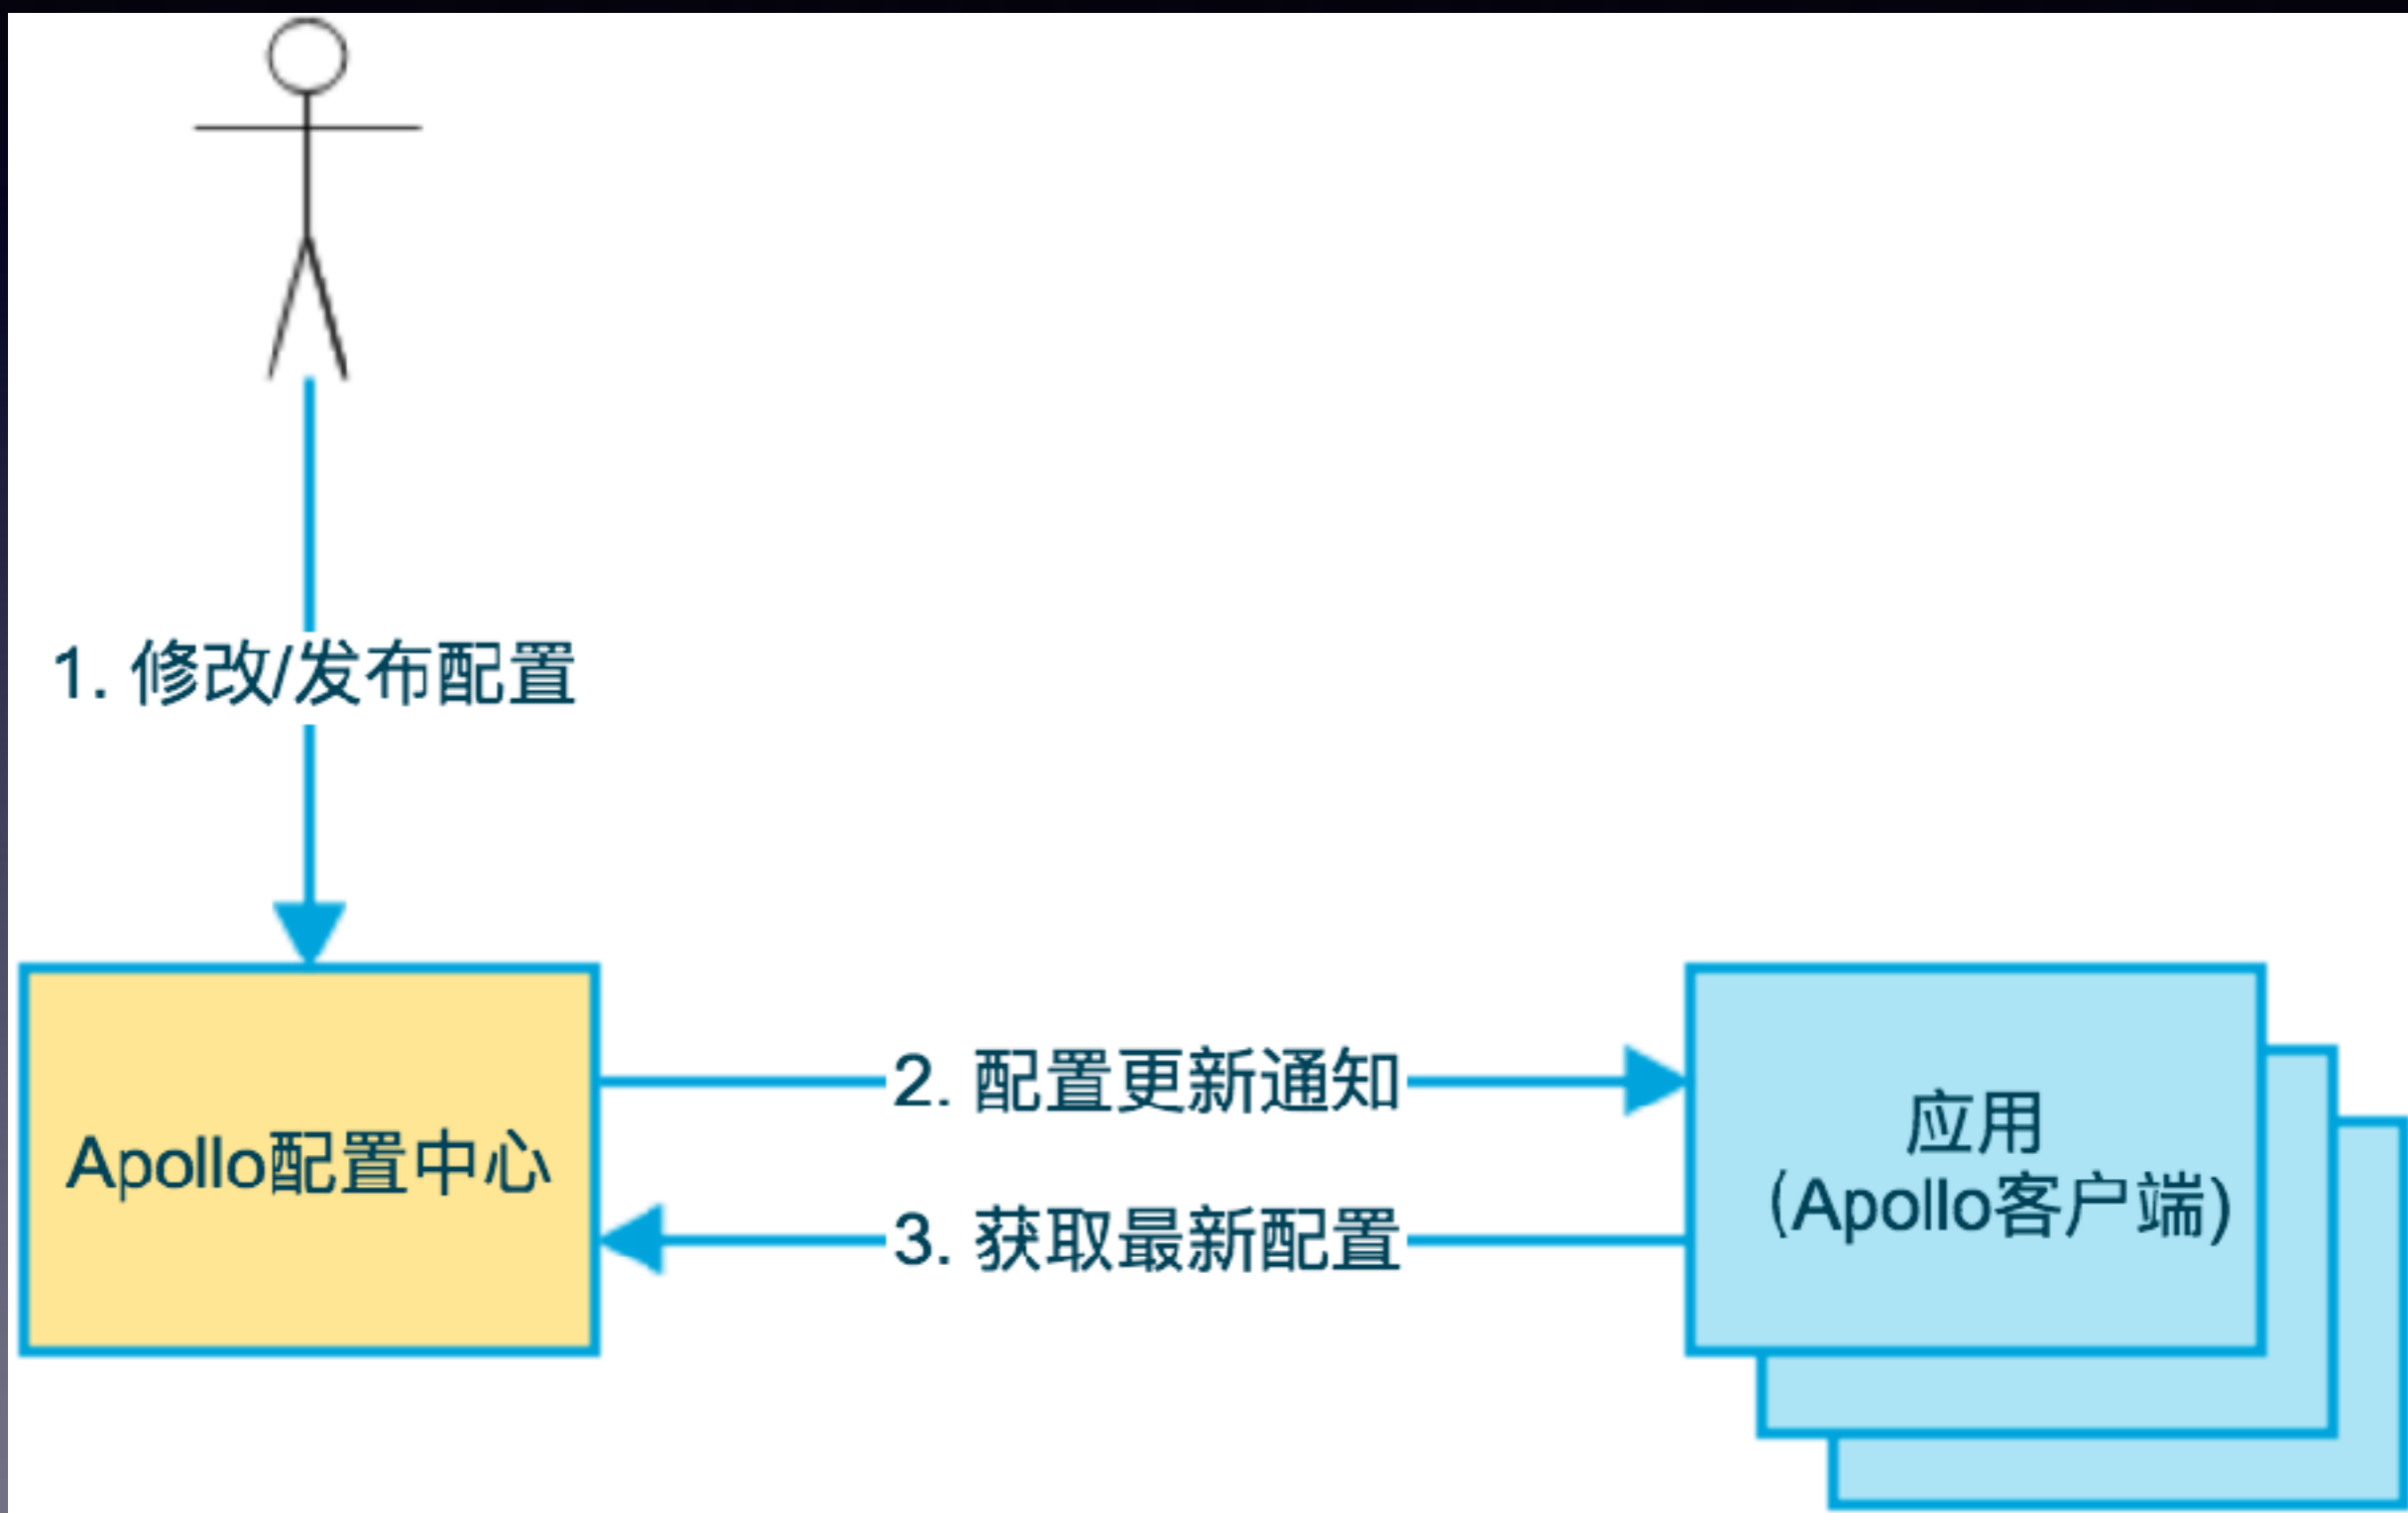 1. 修改/发布配置
Apollo配置中心
2. 配置更新通知
3. 获取最新配置
应用
(Apollo客户端)